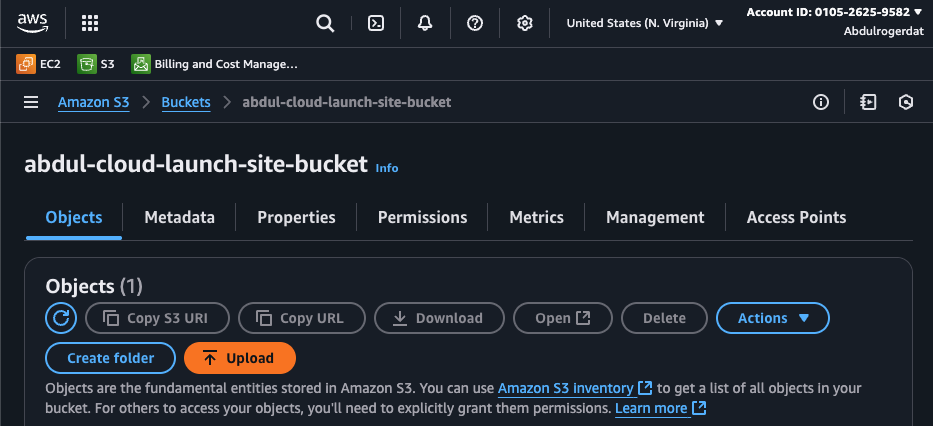 aws
United States (N. Virginia)
Account ID: 0105-2625-9582
Abdulrogerdat
EC2 S3 Billing and Cost Manage...
Amazon S3 Buckets abdul-cloud-launch-site-bucket
abdul-cloud-launch-site-bucket Info
Objects Metadata Properties Permissions Metrics Management Access Points
Objects (1)
Copy S3 URI Copy URL Download Open Delete Actions
Create folder Upload
Objects are the fundamental entities stored in Amazon S3. You can use Amazon S3 inventory to get a list of all objects in your
bucket. For others to access your objects, you'll need to explicitly grant them permissions. Learn more